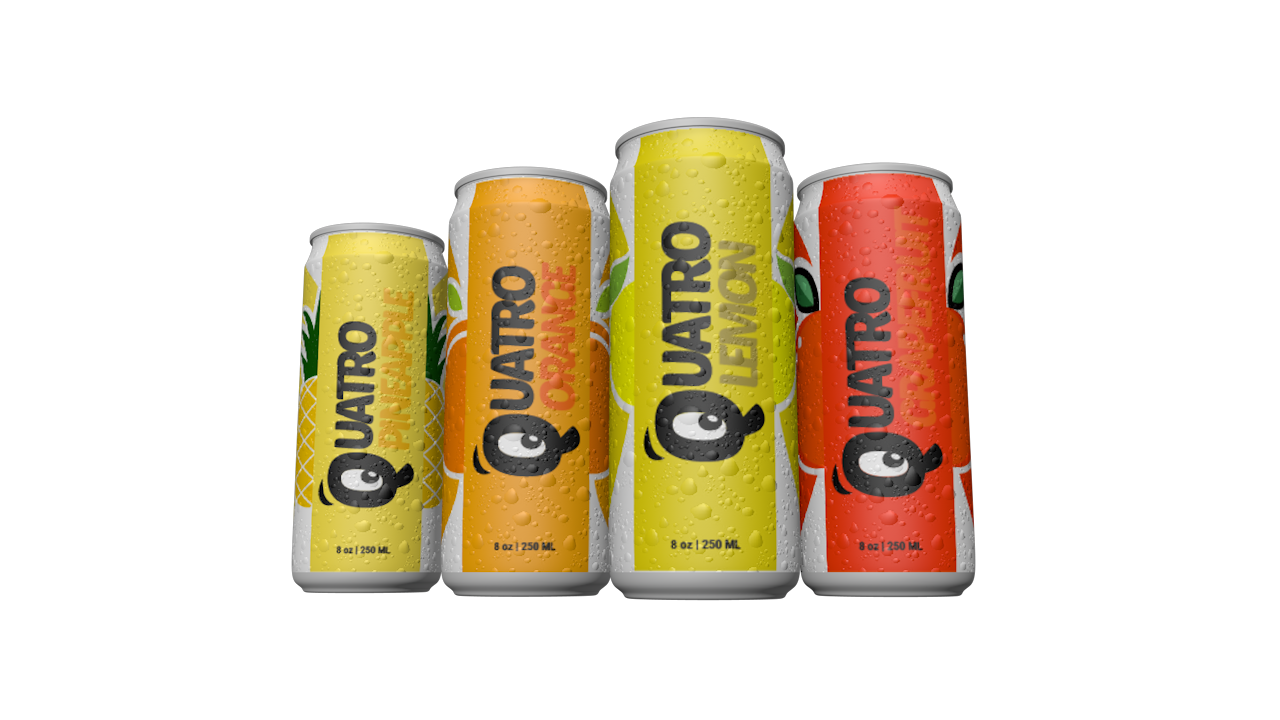 QUATRO
PINEAPPLE
8 oz | 250 ML
QUATRO
ORANGE
8 oz | 250 ML
QUATRO
LEMON
8 oz | 250 ML
QUATRO
GRAPEFRUIT
8 oz | 250 ML